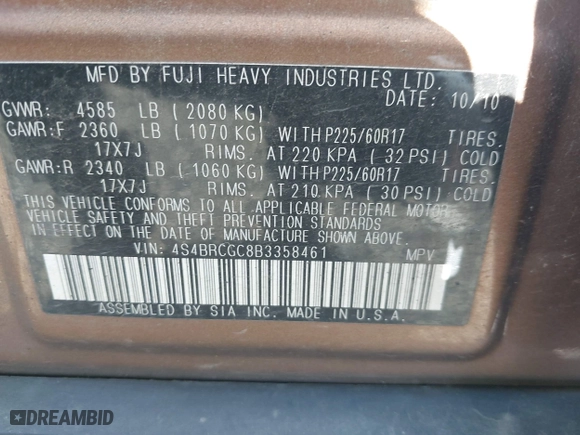 MFD BY FUJI HEAVY INDUSTRIES LTD.
DATE: 10/10
GVWR: 4585 LB ( 2080 KG)
GAWR:F 2360 LB ( 1070 KG) WITH P225/60R17 TIRES.
17X7J RIMS. AT 220 KPA ( 32 PSI) COLD
GAWR:R 2340 LB ( 1060 KG) WITH P225/60R17 TIRES.
17X7J RIMS. AT 210 KPA ( 30 PSI) COLD
THIS VEHICLE CONFORMS TO ALL APPLICABLE FEDERAL MOTOR
VEHICLE SAFETY AND THEFT PREVENTION STANDARDS
IN EFFECT ON THE DATE OF MANUFACTURE SHOWN ABOVE.
VIN: 4S4BRCGC8B3358461 MPV
ASSEMBLED BY SIA INC. MADE IN U.S.A.
DREAMBID